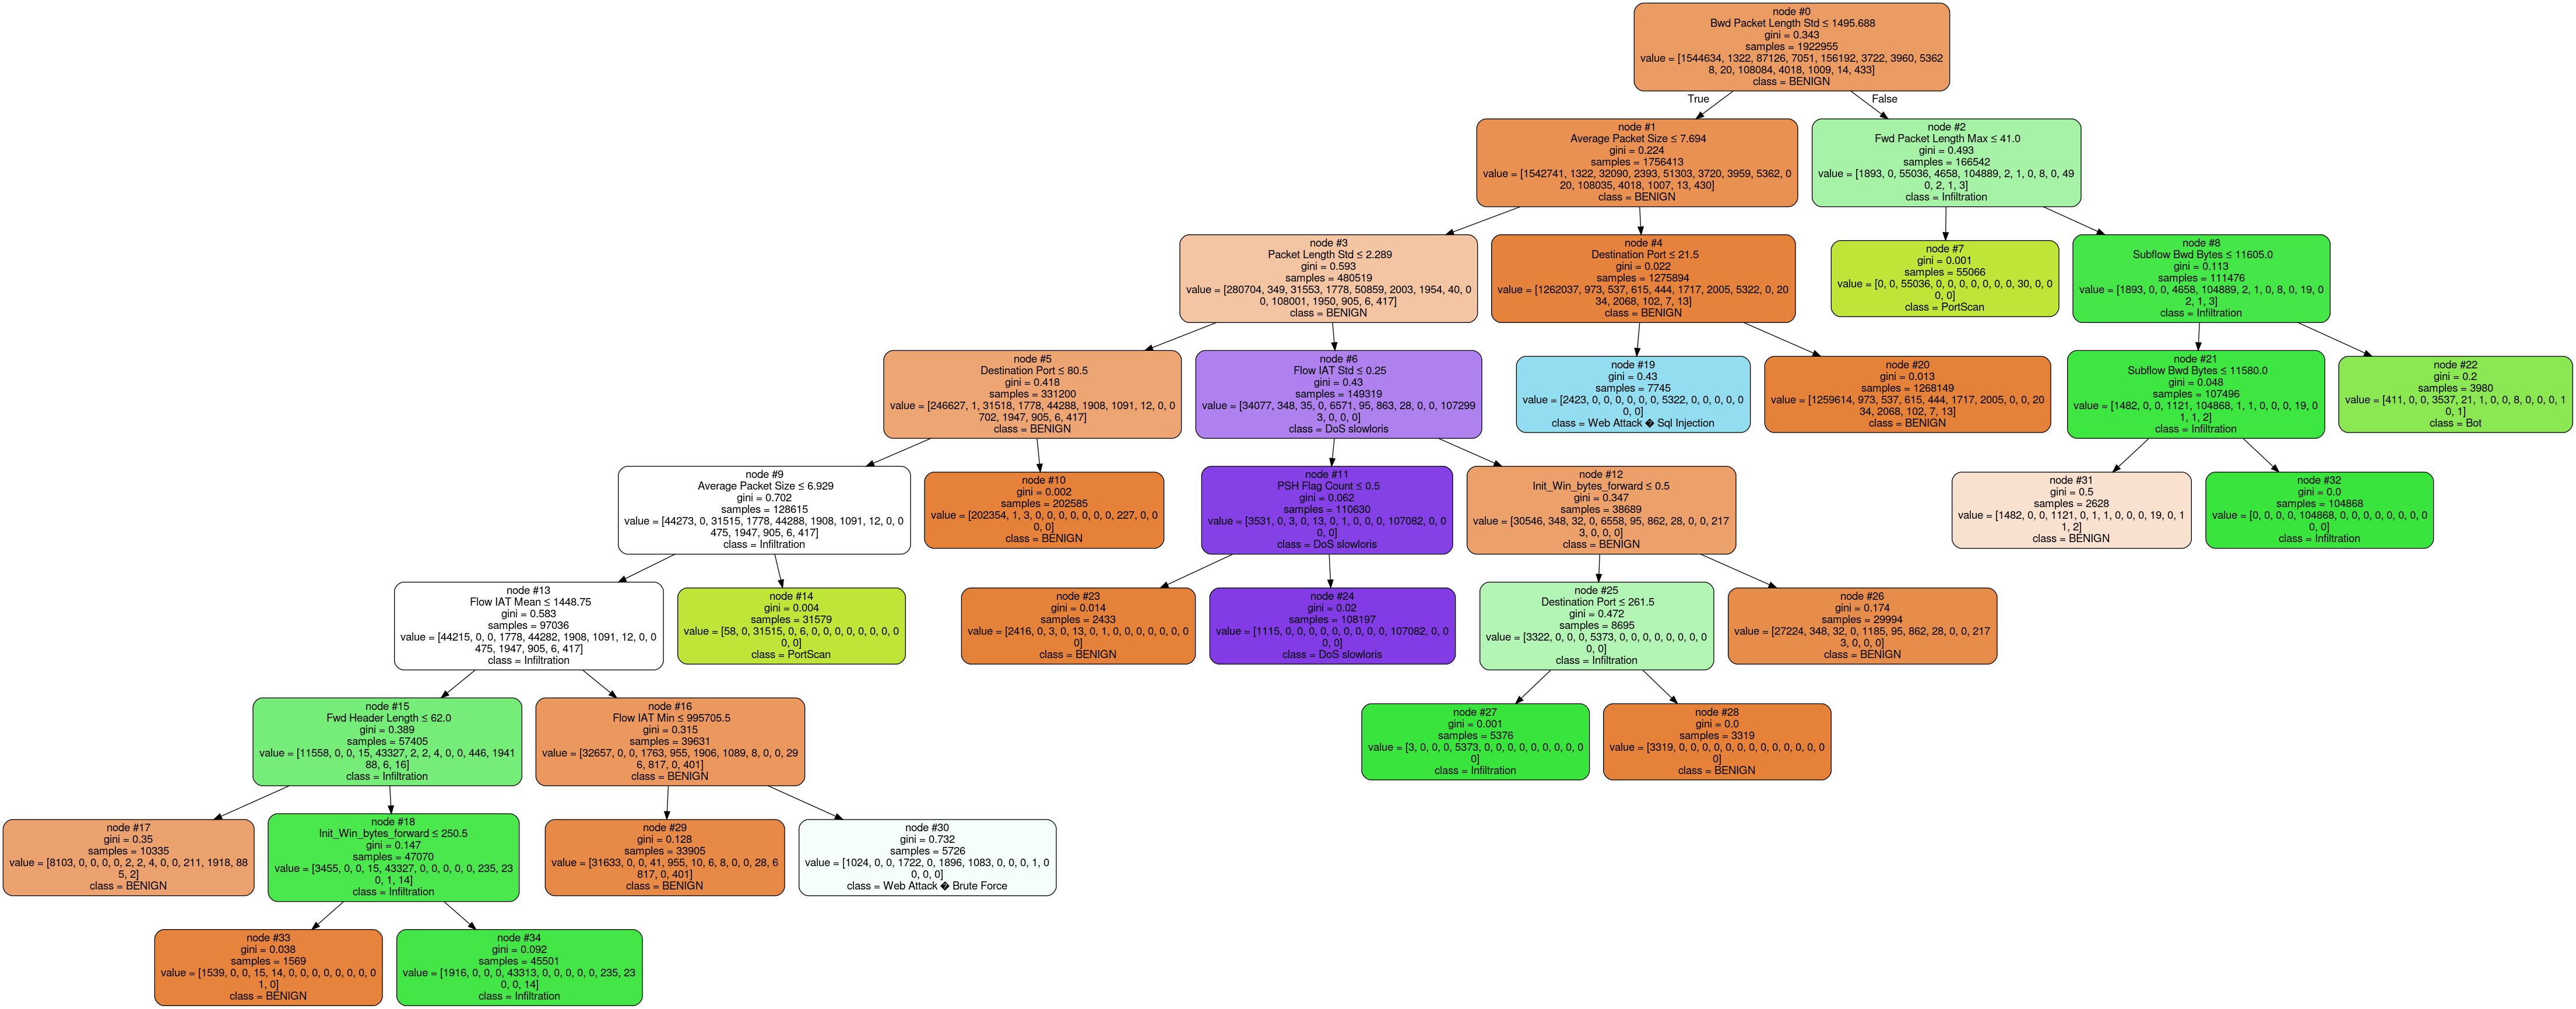 node #0
Bwd Packet Length Std ≤ 1495.688
gini = 0.343
samples = 1922955
value = [1544634, 1322, 87126, 7051, 156192, 3722, 3960, 5362
8, 20, 108084, 4018, 1009, 14, 433]
class = BENIGN
True
False
node #1
Average Packet Size ≤ 7.694
gini = 0.224
samples = 1756413
value = [1542741, 1322, 32090, 2393, 51303, 3720, 3959, 5362, 0
20, 108035, 4018, 1007, 13, 430]
class = BENIGN
node #2
Fwd Packet Length Max ≤ 41.0
gini = 0.493
samples = 166542
value = [1893, 0, 55036, 4658, 104889, 2, 1, 0, 8, 0, 49
0, 2, 1, 3]
class = Infiltration
node #3
Packet Length Std ≤ 2.289
gini = 0.593
samples = 480519
value = [280704, 349, 31553, 1778, 50859, 2003, 1954, 40, 0
0, 108001, 1950, 905, 6, 417]
class = BENIGN
node #4
Destination Port ≤ 21.5
gini = 0.022
samples = 1275894
value = [1262037, 973, 537, 615, 444, 1717, 2005, 5322, 0, 20
34, 2068, 102, 7, 13]
class = BENIGN
node #7
gini = 0.001
samples = 55066
value = [0, 0, 55036, 0, 0, 0, 0, 0, 0, 0, 30, 0, 0
0, 0]
class = PortScan
node #8
Subflow Bwd Bytes ≤ 11605.0
gini = 0.113
samples = 111476
value = [1893, 0, 0, 4658, 104889, 2, 1, 0, 8, 0, 19, 0
2, 1, 3]
class = Infiltration
node #5
Destination Port ≤ 80.5
gini = 0.418
samples = 331200
value = [246627, 1, 31518, 1778, 44288, 1908, 1091, 12, 0, 0
702, 1947, 905, 6, 417]
class = BENIGN
node #6
Flow IAT Std ≤ 0.25
gini = 0.43
samples = 149319
value = [34077, 348, 35, 0, 6571, 95, 863, 28, 0, 0, 107299
3, 0, 0, 0]
class = DoS slowloris
node #19
gini = 0.43
samples = 7745
value = [2423, 0, 0, 0, 0, 0, 0, 5322, 0, 0, 0, 0, 0
0, 0]
class = Web Attack � Sql Injection
node #20
gini = 0.013
samples = 1268149
value = [1259614, 973, 537, 615, 444, 1717, 2005, 0, 0, 20
34, 2068, 102, 7, 13]
class = BENIGN
node #21
Subflow Bwd Bytes ≤ 11580.0
gini = 0.048
samples = 107496
value = [1482, 0, 0, 1121, 104868, 1, 1, 0, 0, 0, 19, 0
1, 1, 2]
class = Infiltration
node #22
gini = 0.2
samples = 3980
value = [411, 0, 0, 3537, 21, 1, 0, 0, 8, 0, 0, 0, 1
0, 1]
class = Bot
node #9
Average Packet Size ≤ 6.929
gini = 0.702
samples = 128615
value = [44273, 0, 31515, 1778, 44288, 1908, 1091, 12, 0, 0
475, 1947, 905, 6, 417]
class = Infiltration
node #10
gini = 0.002
samples = 202585
value = [202354, 1, 3, 0, 0, 0, 0, 0, 0, 0, 227, 0, 0
0, 0]
class = BENIGN
node #11
PSH Flag Count ≤ 0.5
gini = 0.062
samples = 110630
value = [3531, 0, 3, 0, 13, 0, 1, 0, 0, 0, 107082, 0, 0
0, 0]
class = DoS slowloris
node #12
Init_Win_bytes_forward ≤ 0.5
gini = 0.347
samples = 38689
value = [30546, 348, 32, 0, 6558, 95, 862, 28, 0, 0, 217
3, 0, 0, 0]
class = BENIGN
node #31
gini = 0.5
samples = 2628
value = [1482, 0, 0, 1121, 0, 1, 1, 0, 0, 0, 19, 0, 1
1, 2]
class = BENIGN
node #32
gini = 0.0
samples = 104868
value = [0, 0, 0, 0, 104868, 0, 0, 0, 0, 0, 0, 0, 0
0, 0]
class = Infiltration
node #13
Flow IAT Mean ≤ 1448.75
gini = 0.583
samples = 97036
value = [44215, 0, 0, 1778, 44282, 1908, 1091, 12, 0, 0
475, 1947, 905, 6, 417]
class = Infiltration
node #14
gini = 0.004
samples = 31579
value = [58, 0, 31515, 0, 6, 0, 0, 0, 0, 0, 0, 0, 0
0, 0]
class = PortScan
node #23
gini = 0.014
samples = 2433
value = [2416, 0, 3, 0, 13, 0, 1, 0, 0, 0, 0, 0, 0, 0
0]
class = BENIGN
node #24
gini = 0.02
samples = 108197
value = [1115, 0, 0, 0, 0, 0, 0, 0, 0, 0, 107082, 0, 0
0, 0]
class = DoS slowloris
node #25
Destination Port ≤ 261.5
gini = 0.472
samples = 8695
value = [3322, 0, 0, 0, 5373, 0, 0, 0, 0, 0, 0, 0, 0
0, 0]
class = Infiltration
node #26
gini = 0.174
samples = 29994
value = [27224, 348, 32, 0, 1185, 95, 862, 28, 0, 0, 217
3, 0, 0, 0]
class = BENIGN
node #15
Fwd Header Length ≤ 62.0
gini = 0.389
samples = 57405
value = [11558, 0, 0, 15, 43327, 2, 2, 4, 0, 0, 446, 1941
88, 6, 16]
class = Infiltration
node #16
Flow IAT Min ≤ 995705.5
gini = 0.315
samples = 39631
value = [32657, 0, 0, 1763, 955, 1906, 1089, 8, 0, 0, 29
6, 817, 0, 401]
class = BENIGN
node #27
gini = 0.001
samples = 5376
value = [3, 0, 0, 0, 5373, 0, 0, 0, 0, 0, 0, 0, 0, 0
0]
class = Infiltration
node #28
gini = 0.0
samples = 3319
value = [3319, 0, 0, 0, 0, 0, 0, 0, 0, 0, 0, 0, 0, 0
0]
class = BENIGN
node #17
gini = 0.35
samples = 10335
value = [8103, 0, 0, 0, 0, 2, 2, 4, 0, 0, 211, 1918, 88
5, 2]
class = BENIGN
node #18
Init_Win_bytes_forward ≤ 250.5
gini = 0.147
samples = 47070
value = [3455, 0, 0, 15, 43327, 0, 0, 0, 0, 0, 235, 23
0, 1, 14]
class = Infiltration
node #29
gini = 0.128
samples = 33905
value = [31633, 0, 0, 41, 955, 10, 6, 8, 0, 0, 28, 6
817, 0, 401]
class = BENIGN
node #30
gini = 0.732
samples = 5726
value = [1024, 0, 0, 1722, 0, 1896, 1083, 0, 0, 0, 1, 0
0, 0, 0]
class = Web Attack � Brute Force
node #33
gini = 0.038
samples = 1569
value = [1539, 0, 0, 15, 14, 0, 0, 0, 0, 0, 0, 0, 0
1, 0]
class = BENIGN
node #34
gini = 0.092
samples = 45501
value = [1916, 0, 0, 0, 43313, 0, 0, 0, 0, 0, 235, 23
0, 0, 14]
class = Infiltration